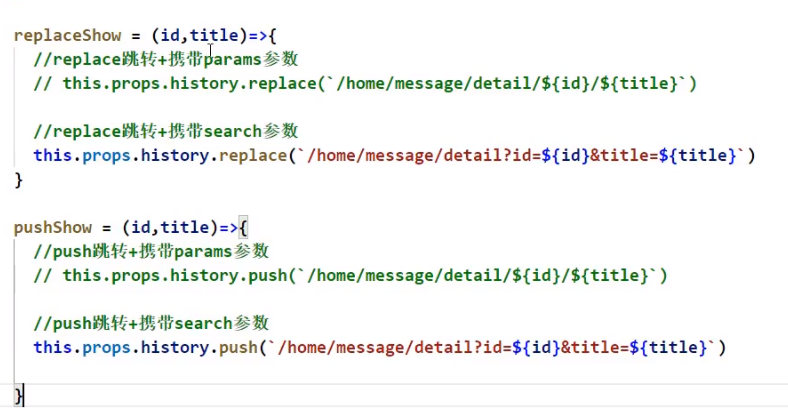 replaceShow = (id,title)=>{
//replace跳转+携带params参数
// this.props.history.replace(`/home/message/detail/${id}/${title}`)
//replace跳转+携带search参数
this.props.history.replace(`/home/message/detail?id=${id}&title=${title}`)
}
pushShow = (id,title)=>{
//push跳转+携带params参数
// this.props.history.push(`/home/message/detail/${id}/${title}`)
//push跳转+携带search参数
this.props.history.push(`/home/message/detail?id=${id}&title=${title}`)
}